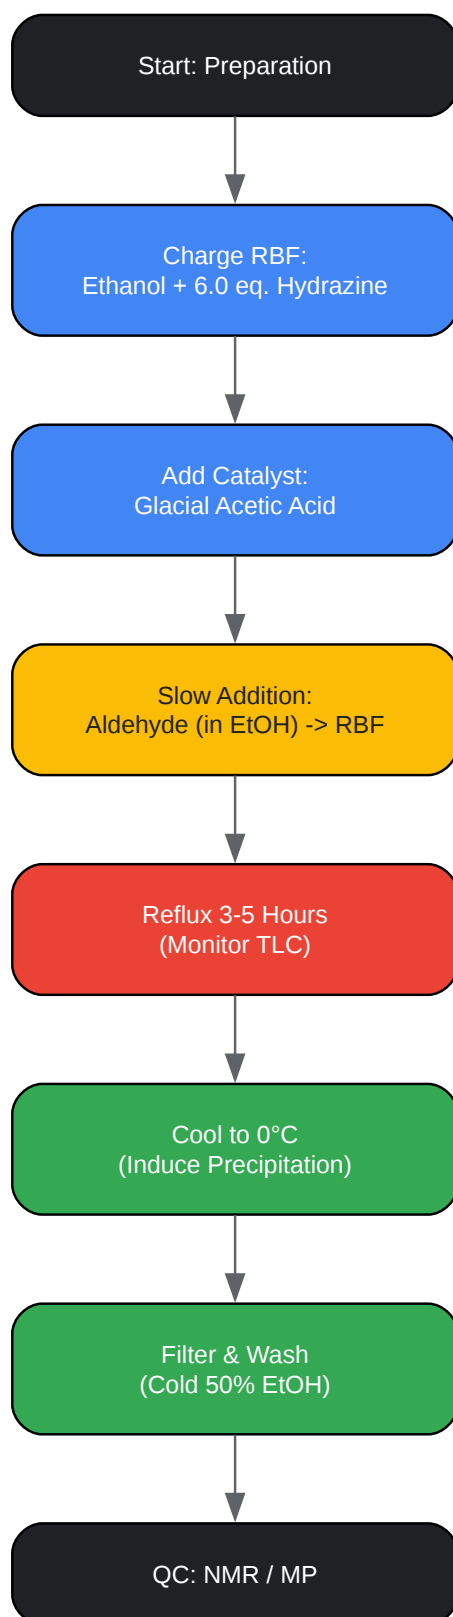 Start: Preparation
Charge RBF:
Ethanol + 6.0 eq. Hydrazine
Add Catalyst:
Glacial Acetic Acid
Slow Addition:
Aldehyde (in EtOH) -> RBF
Reflux 3-5 Hours
(Monitor TLC)
Cool to 0°C
(Induce Precipitation)
Filter & Wash
(Cold 50% EtOH)
QC: NMR / MP